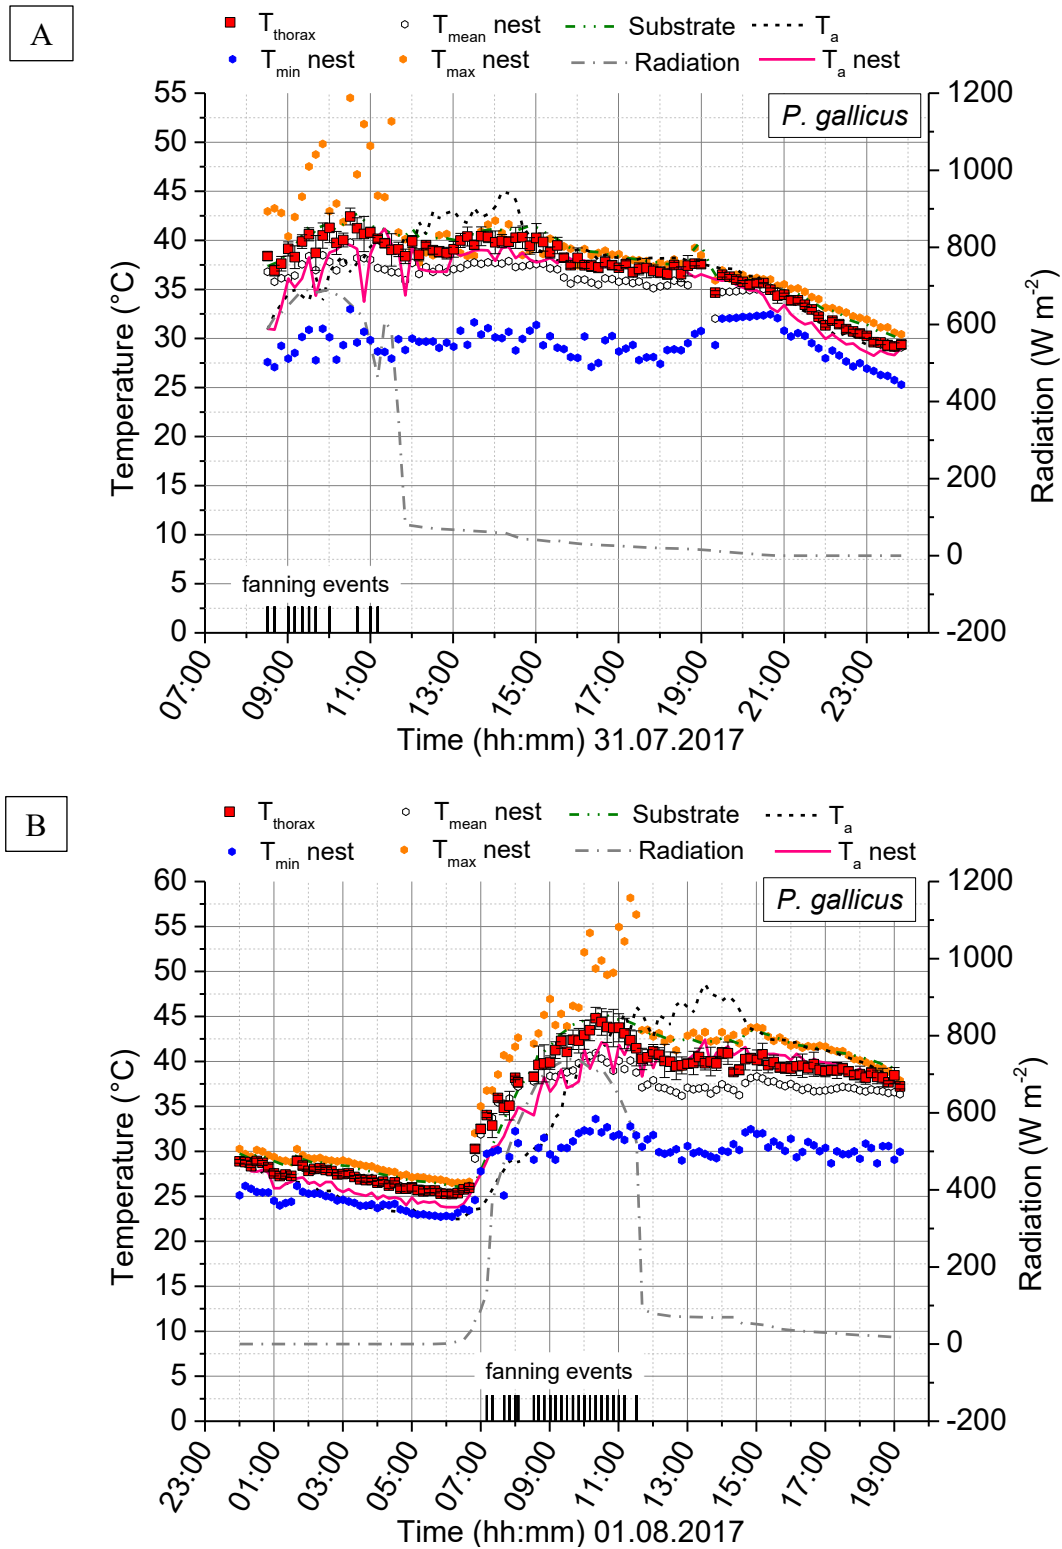 A
T_thorax T_mean nest Substrate T_a
T_min nest T_max nest Radiation T_a nest
P. gallicus
55
50
45
40
35
30
25
20
15
10
5
0
Temperature (°C)
1200
1000
800
600
400
200
0
-200
Radiation (W m⁻²)
fanning events
07:00 09:00 11:00 13:00 15:00 17:00 19:00 21:00 23:00
Time (hh:mm) 31.07.2017
B
T_thorax T_mean nest Substrate T_a
T_min nest T_max nest Radiation T_a nest
P. gallicus
60
55
50
45
40
35
30
25
20
15
10
5
0
Temperature (°C)
1200
1000
800
600
400
200
0
-200
Radiation (W m⁻²)
fanning events
23:00 01:00 03:00 05:00 07:00 09:00 11:00 13:00 15:00 17:00 19:00
Time (hh:mm) 01.08.2017